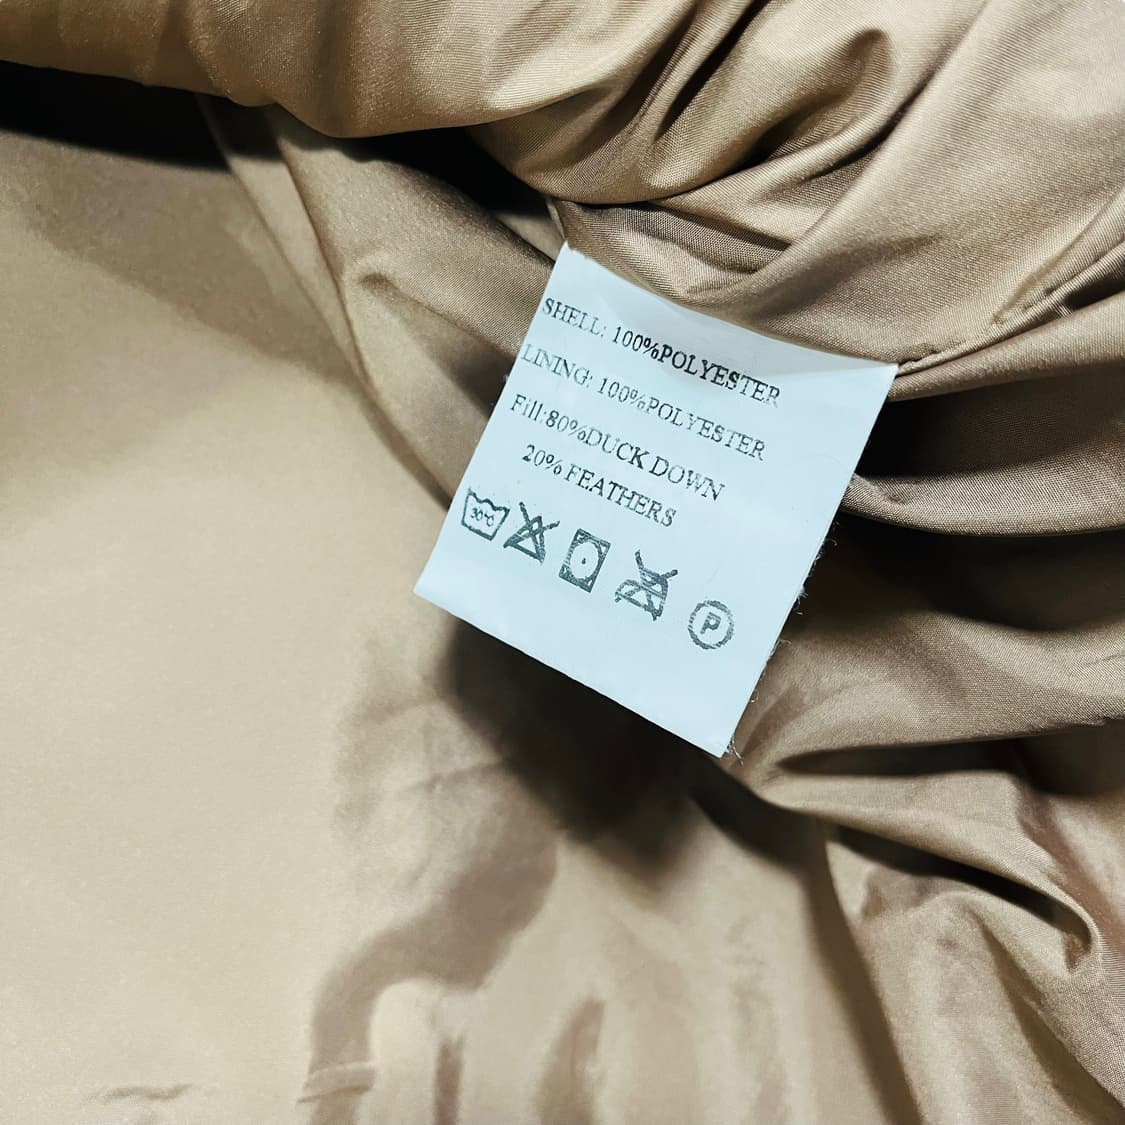 SHELL: 100%POLYESTER
LINING: 100%POLYESTER
Fill:80%DUCK DOWN
20% FEATHERS
30°C
P